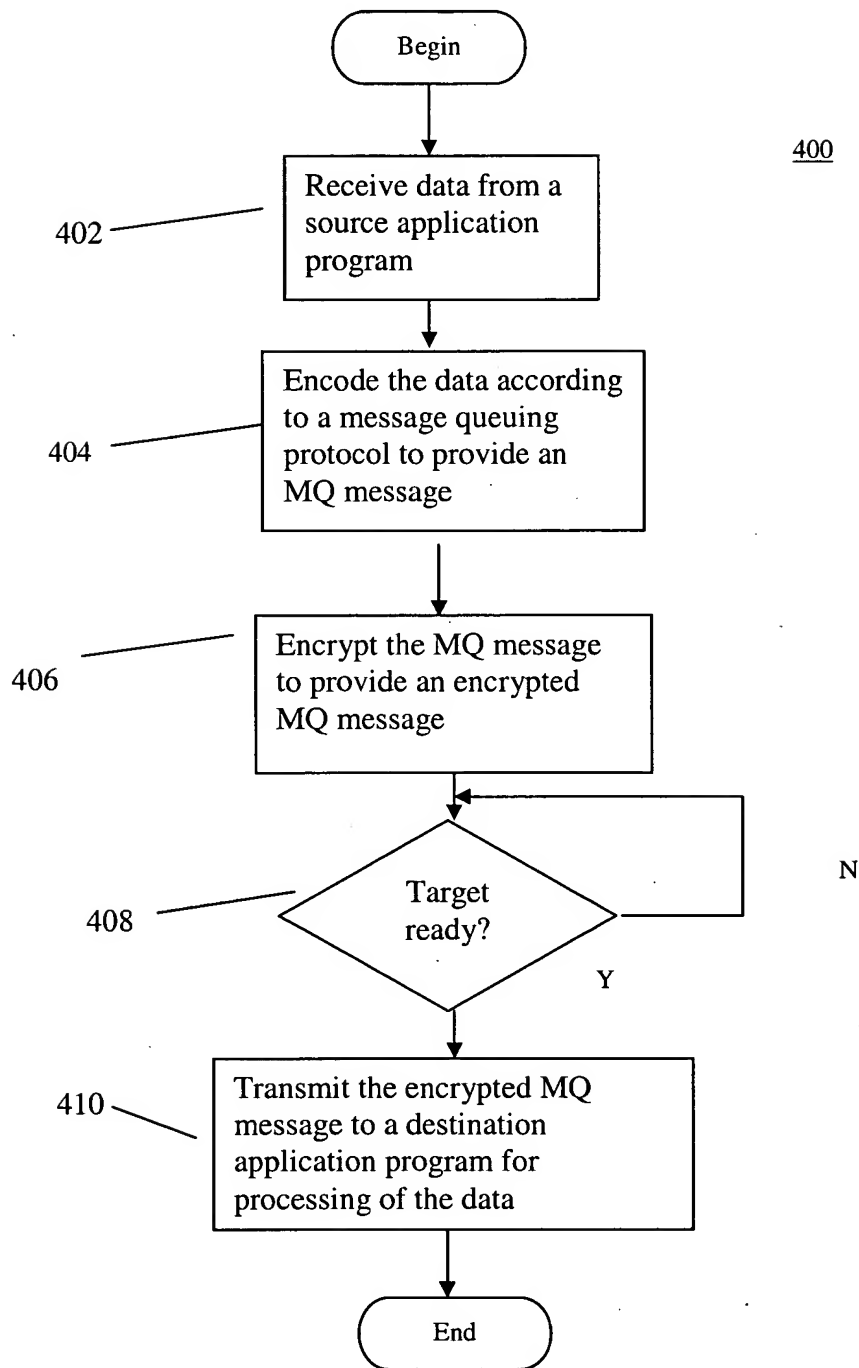 Begin
400
Receive data from a
source application
program
402
Encode the data according
to a message queuing
protocol to provide an
MQ message
404
Encrypt the MQ message
to provide an encrypted
MQ message
406
N
Target
ready?
408
Y
Transmit the encrypted MQ
message to a destination
application program for
processing of the data
410
End